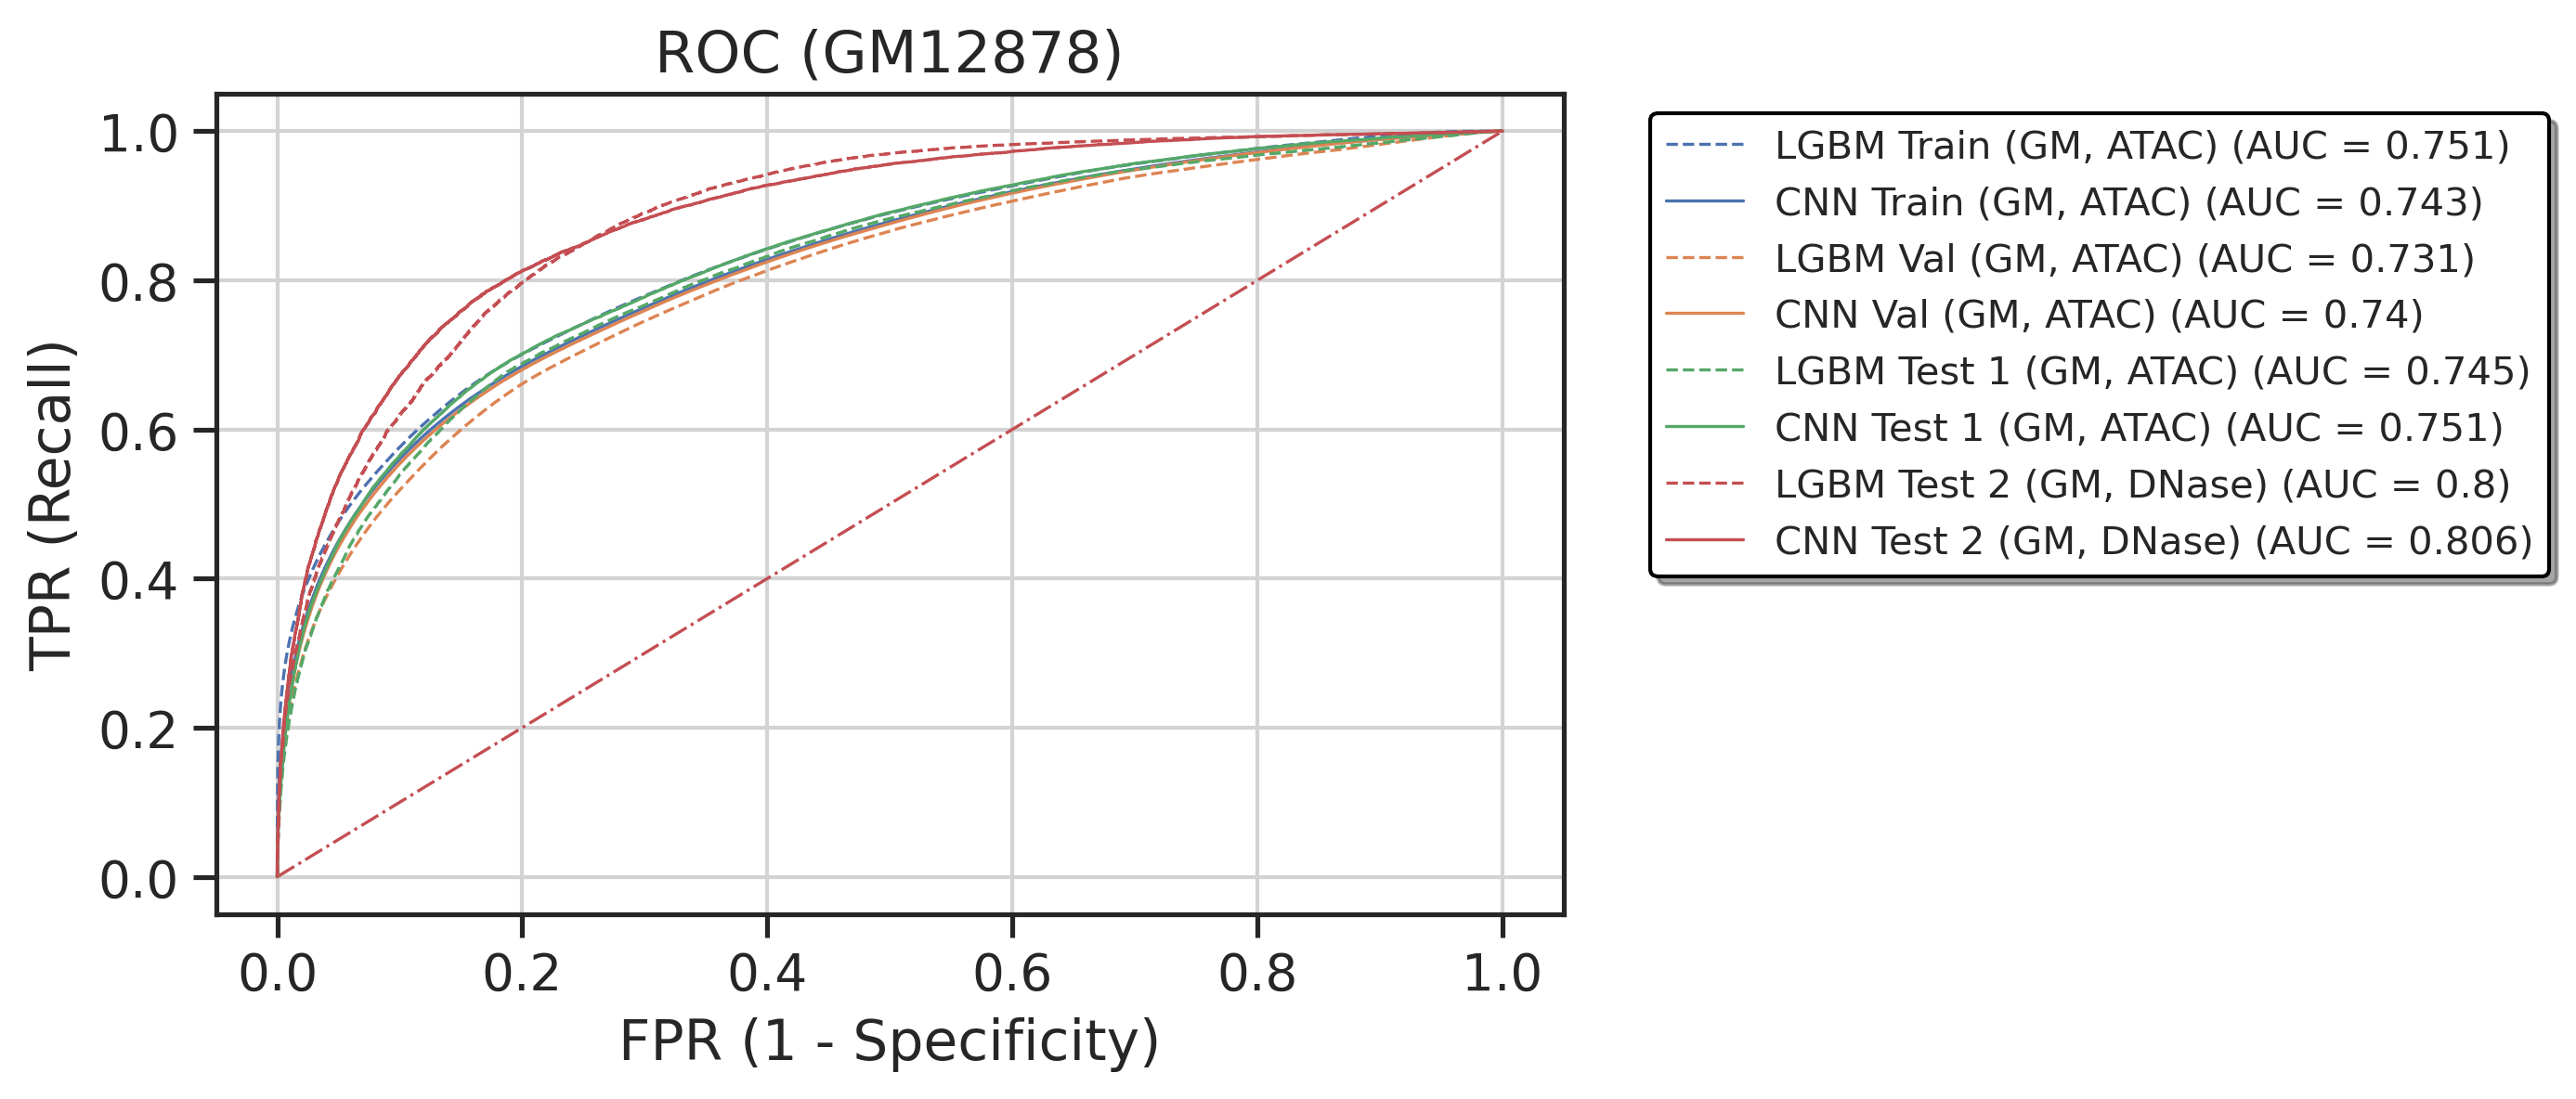 ROC (GM12878)
1.0
0.8
0.6
0.4
0.2
0.0
TPR (Recall)
0.0 0.2 0.4 0.6 0.8 1.0
FPR (1 - Specificity)
LGBM Train (GM, ATAC) (AUC = 0.751)
CNN Train (GM, ATAC) (AUC = 0.743)
LGBM Val (GM, ATAC) (AUC = 0.731)
CNN Val (GM, ATAC) (AUC = 0.74)
LGBM Test 1 (GM, ATAC) (AUC = 0.745)
CNN Test 1 (GM, ATAC) (AUC = 0.751)
LGBM Test 2 (GM, DNase) (AUC = 0.8)
CNN Test 2 (GM, DNase) (AUC = 0.806)